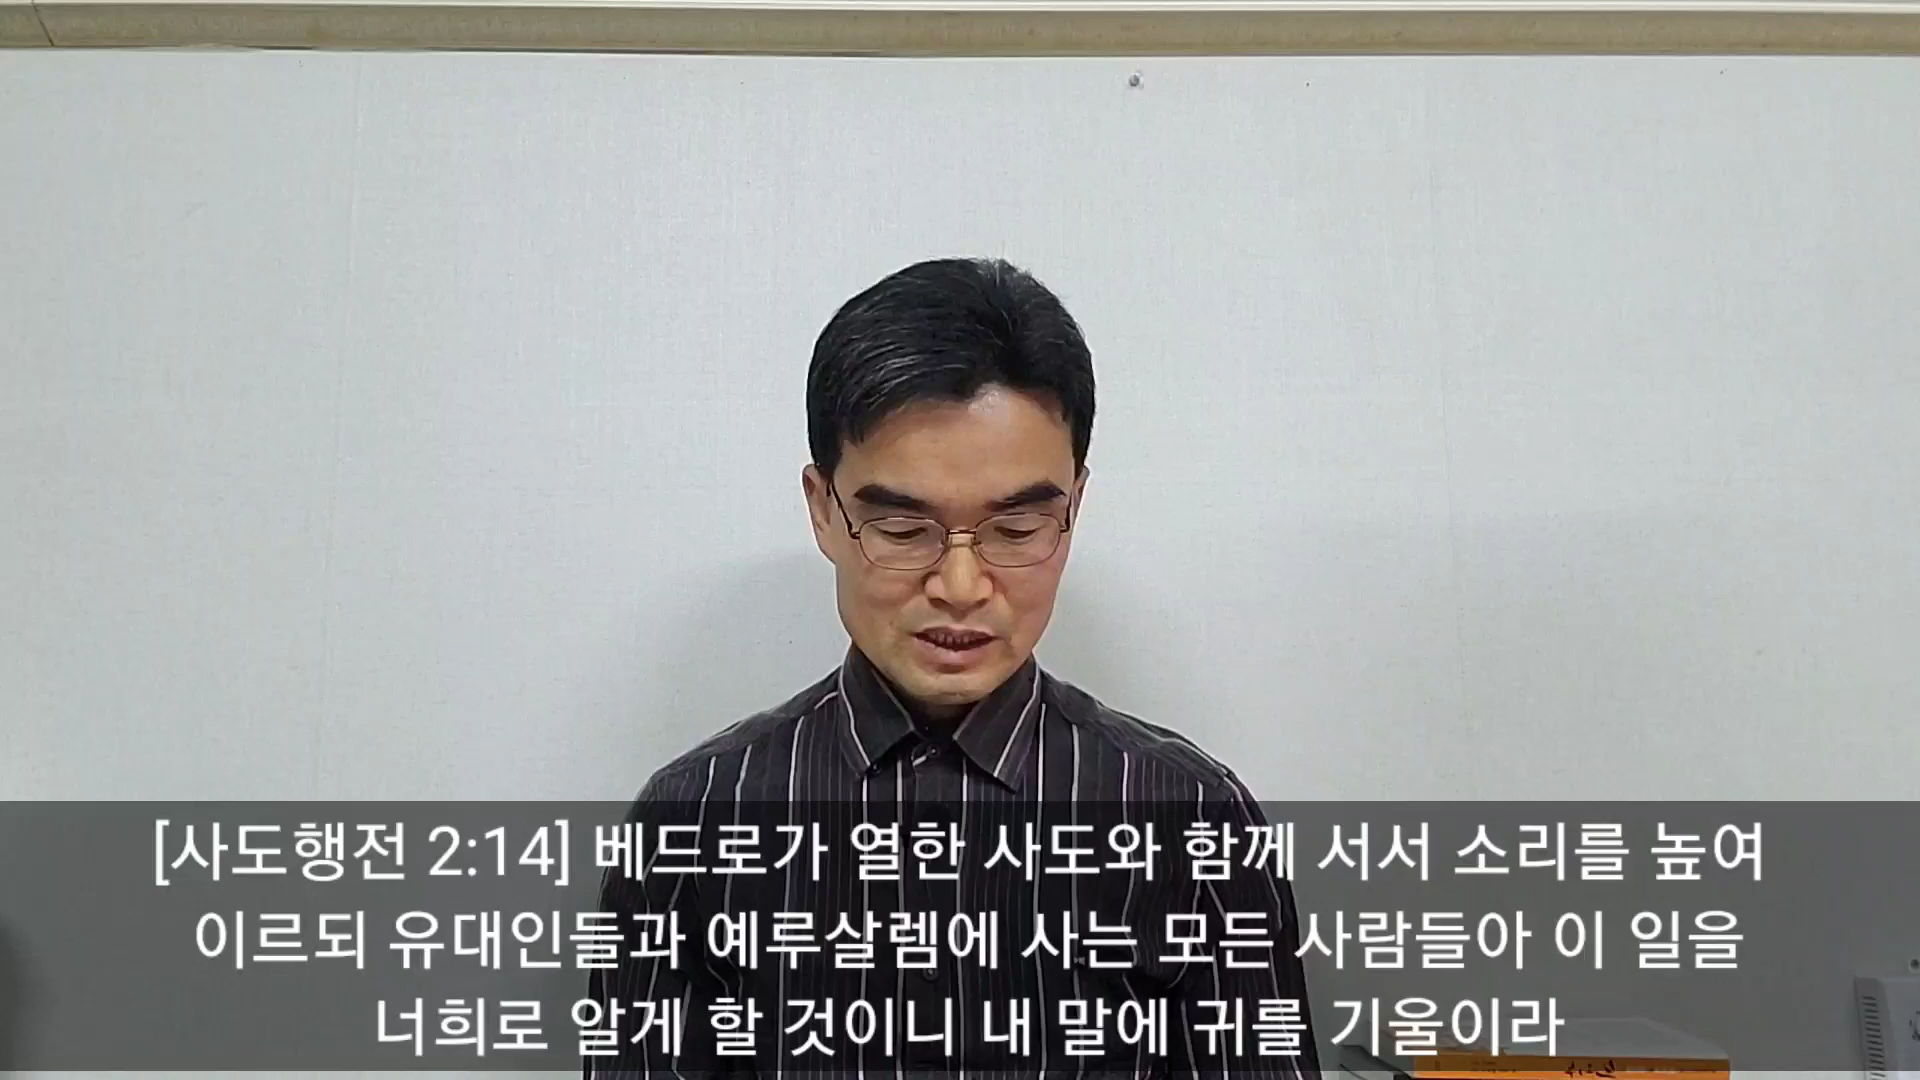 [사도행전 2:14] 베드로가 열한 사도와 함께 서서 소리를 높여
이르되 유대인들과 예루살렘에 사는 모든 사람들아 이 일을
너희로 알게 할 것이니 내 말에 귀를 기울이라